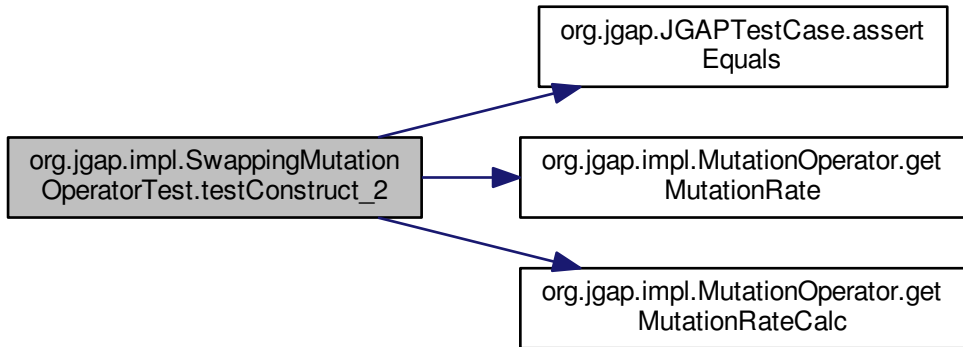 org.jgap.JGAPTestCase.assert
Equals
org.jgap.impl.SwappingMutation
OperatorTest.testConstruct_2
org.jgap.impl.MutationOperator.get
MutationRate
org.jgap.impl.MutationOperator.get
MutationRateCalc